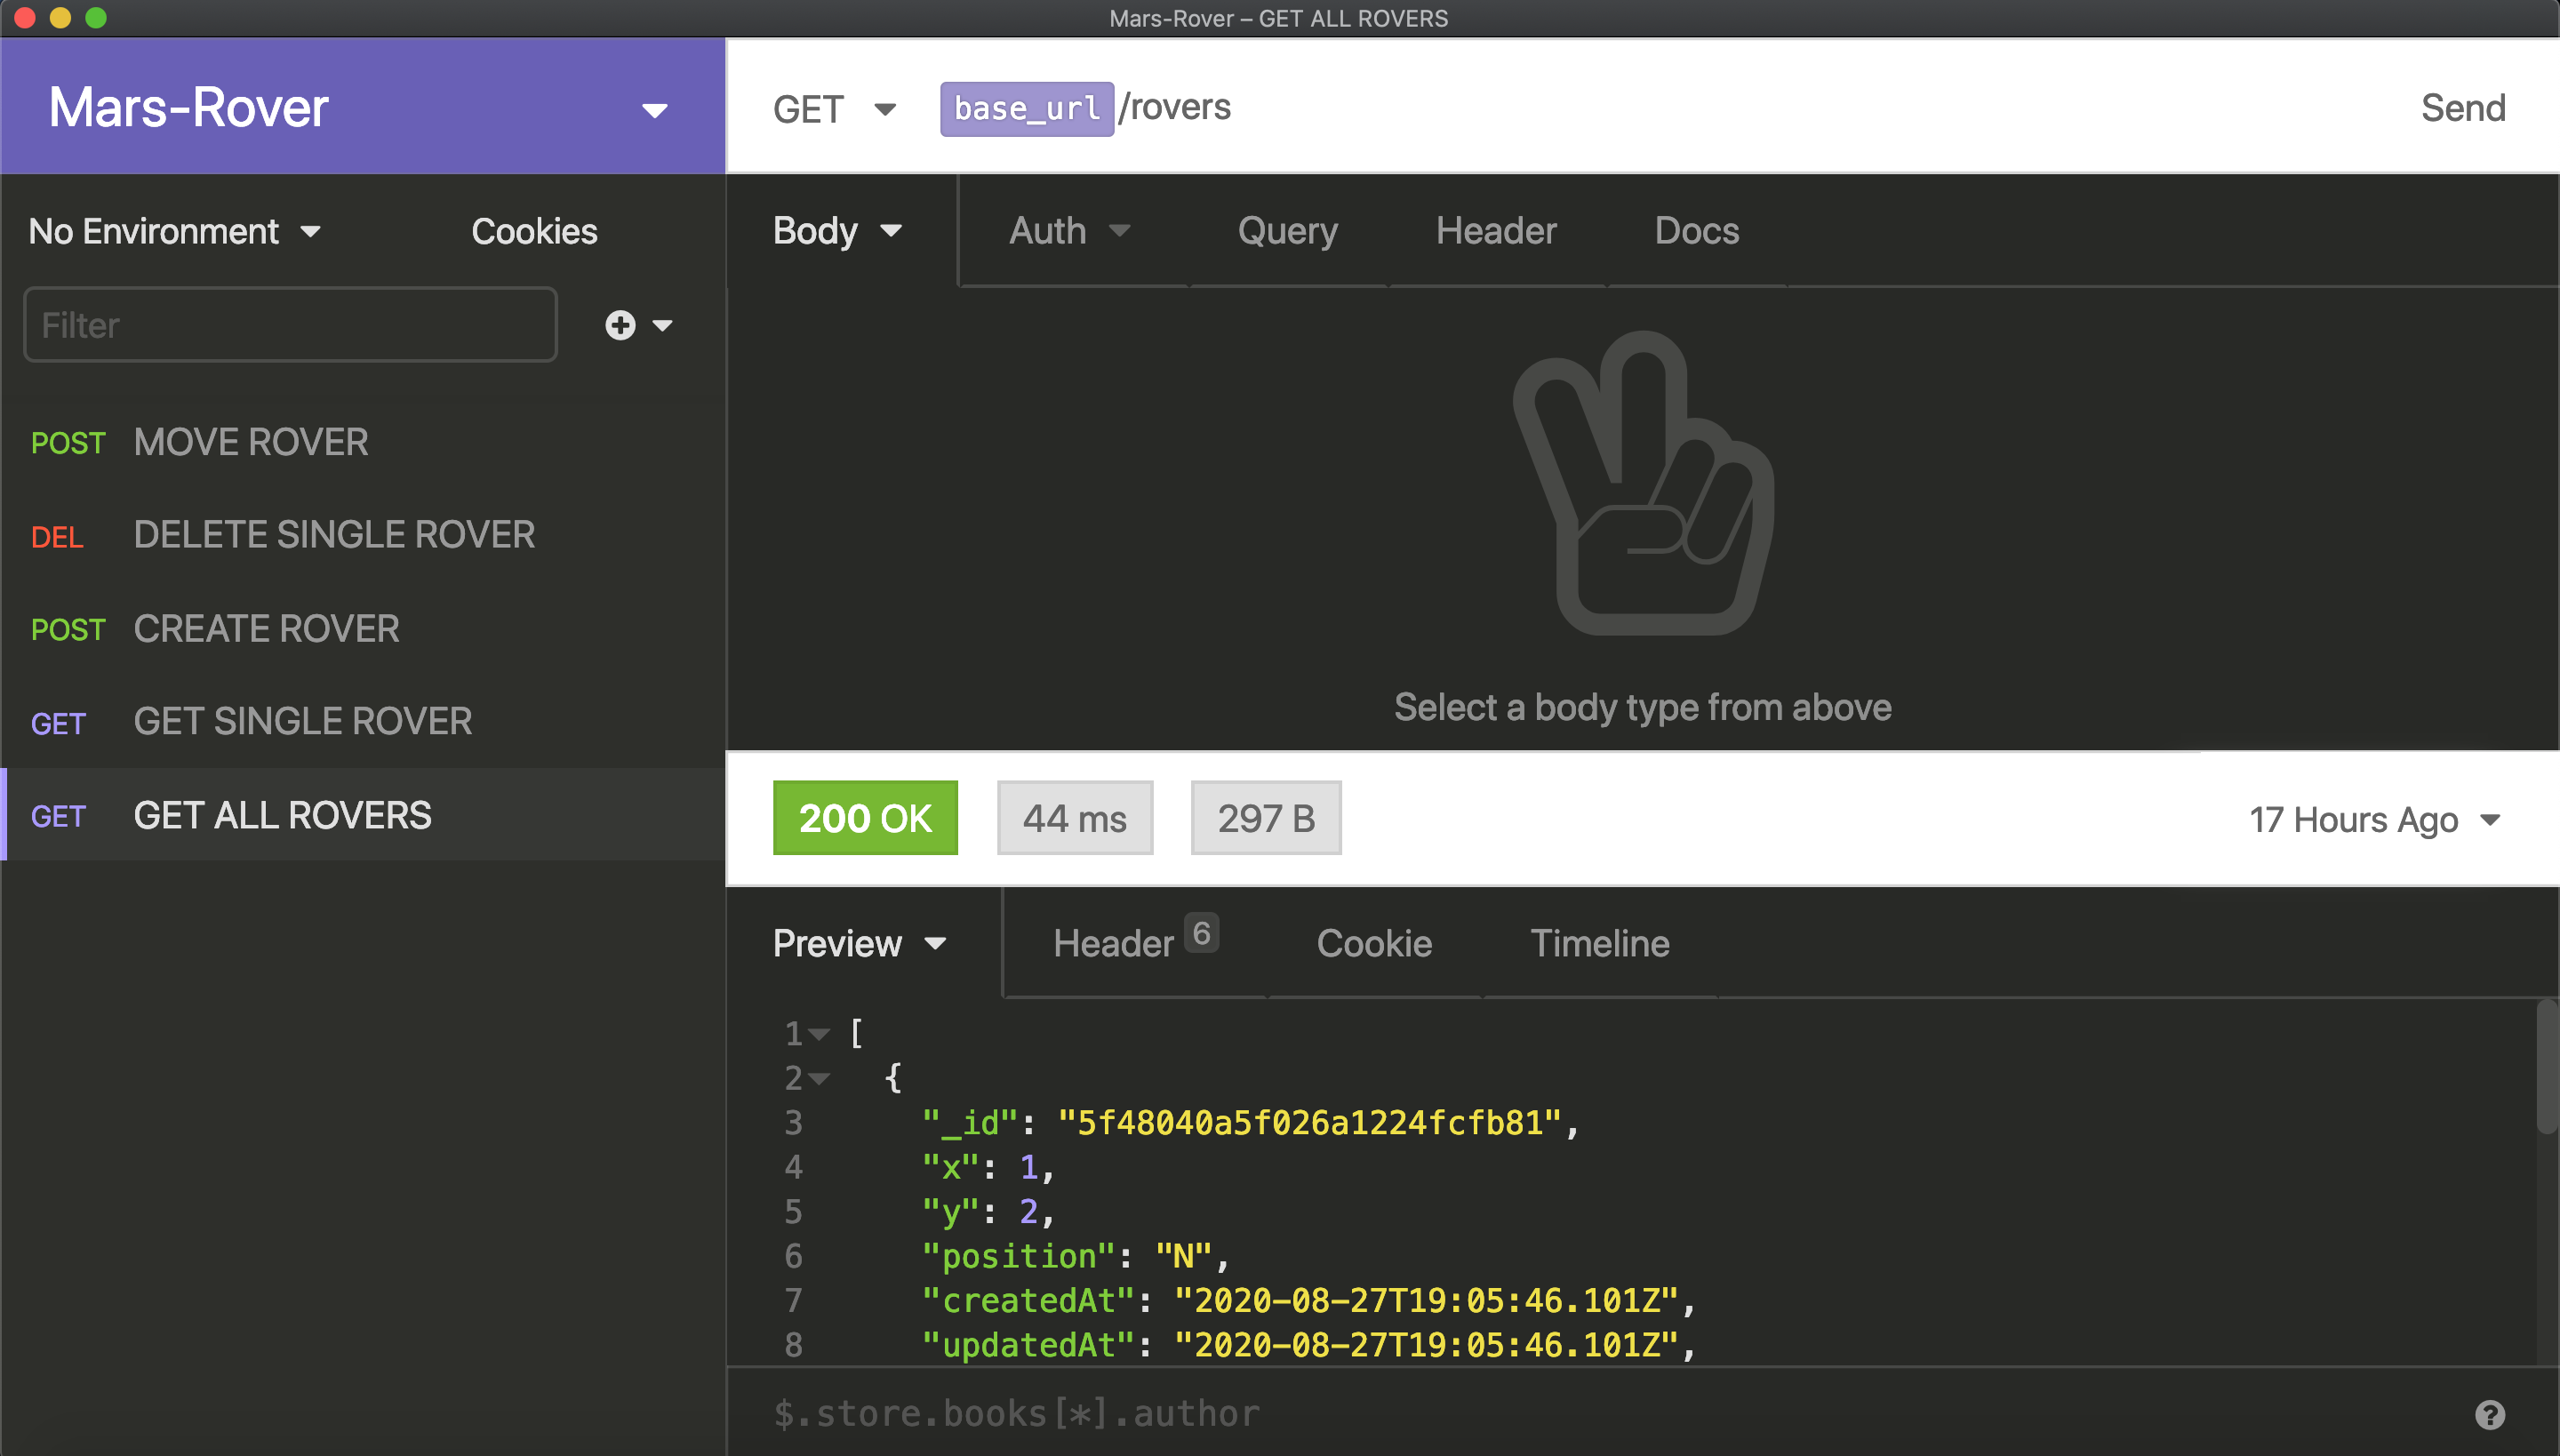 Mars-Rover – GET ALL ROVERS
Mars-Rover
GET base_url/rovers Send
No Environment Cookies
Filter
POST MOVE ROVER
DEL DELETE SINGLE ROVER
POST CREATE ROVER
GET GET SINGLE ROVER
GET GET ALL ROVERS
Body Auth Query Header Docs
Select a body type from above
200 OK 44 ms 297 B 17 Hours Ago
Preview Header 6 Cookie Timeline
1 [
2 {
3 "_id": "5f48040a5f026a1224fcfb81",
4 "x": 1,
5 "y": 2,
6 "position": "N",
7 "createdAt": "2020-08-27T19:05:46.101Z",
8 "updatedAt": "2020-08-27T19:05:46.101Z",
$.store.books[*].author